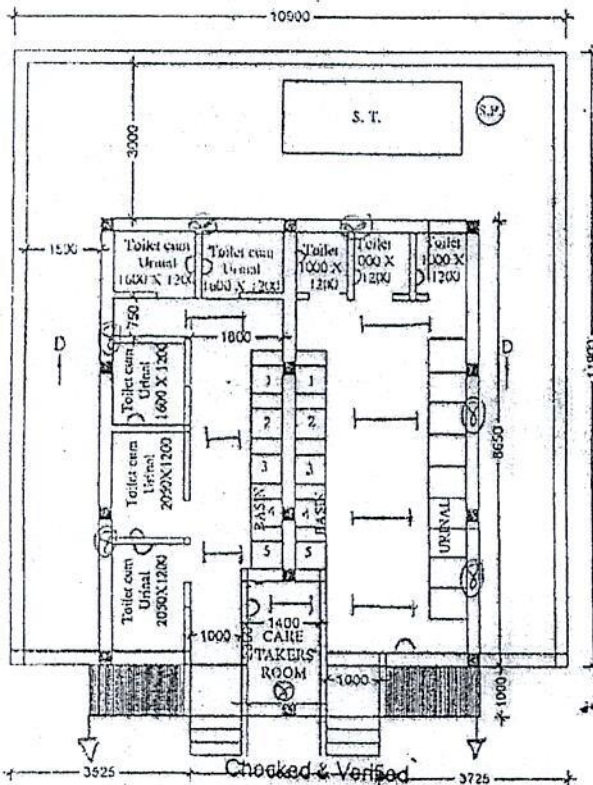 10900
S. T.
S.P.
3000
1500
Toilet cum
Urinal
1600 X 1200
Toilet cum
Urinal
1600 X 1200
Toilet
1000 X
1200
Toilet
000 X
1200
Toilet
1000 X
1200
750
1800
D
D
Toilet cum
Urinal
1600 X 1200
Toilet cum
Urinal
2050X1200
Toilet cum
Urinal
2050X1200
1
2
3
4
5
BASIN
1
2
3
4
5
BASIN
URINAL
8650
1000
1400
CARE
TAKERS'
ROOM
1000
1000
3525
Checked & Verified
3725